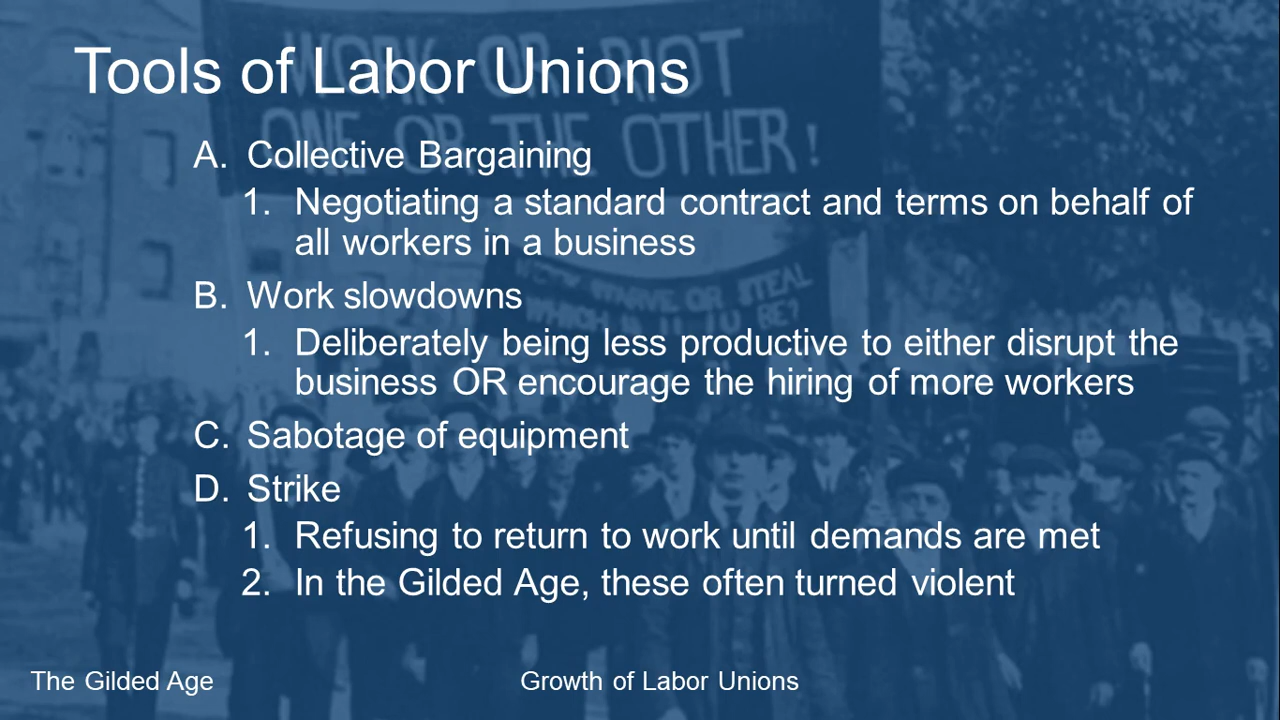 WORK OR RIOT
ONE OR THE OTHER!
Tools of Labor Unions
A. Collective Bargaining
1. Negotiating a standard contract and terms on behalf of
all workers in a business
B. Work slowdowns
1. Deliberately being less productive to either disrupt the
business OR encourage the hiring of more workers
C. Sabotage of equipment
D. Strike
1. Refusing to return to work until demands are met
2. In the Gilded Age, these often turned violent
OR STEAL
BE?
The Gilded Age
Growth of Labor Unions